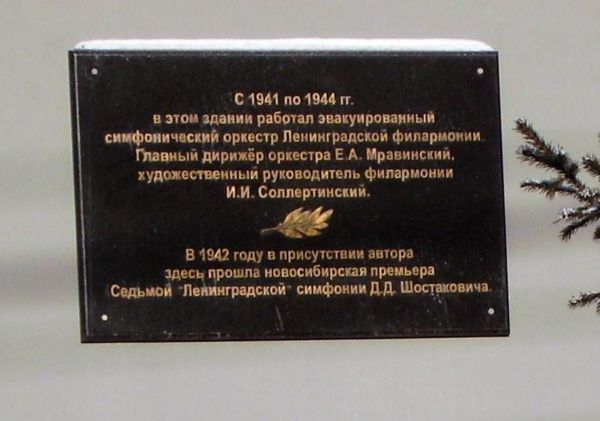 С 1941 по 1944 гг.
в этом здании работал эвакуированный
симфонический оркестр Ленинградской филармонии.
Главный дирижёр оркестра Е.А. Мравинский,
художественный руководитель филармонии
И.И. Соллертинский.
В 1942 году в присутствии автора
здесь прошла новосибирская премьера
Седьмой "Ленинградской" симфонии Д.Д. Шостаковича.